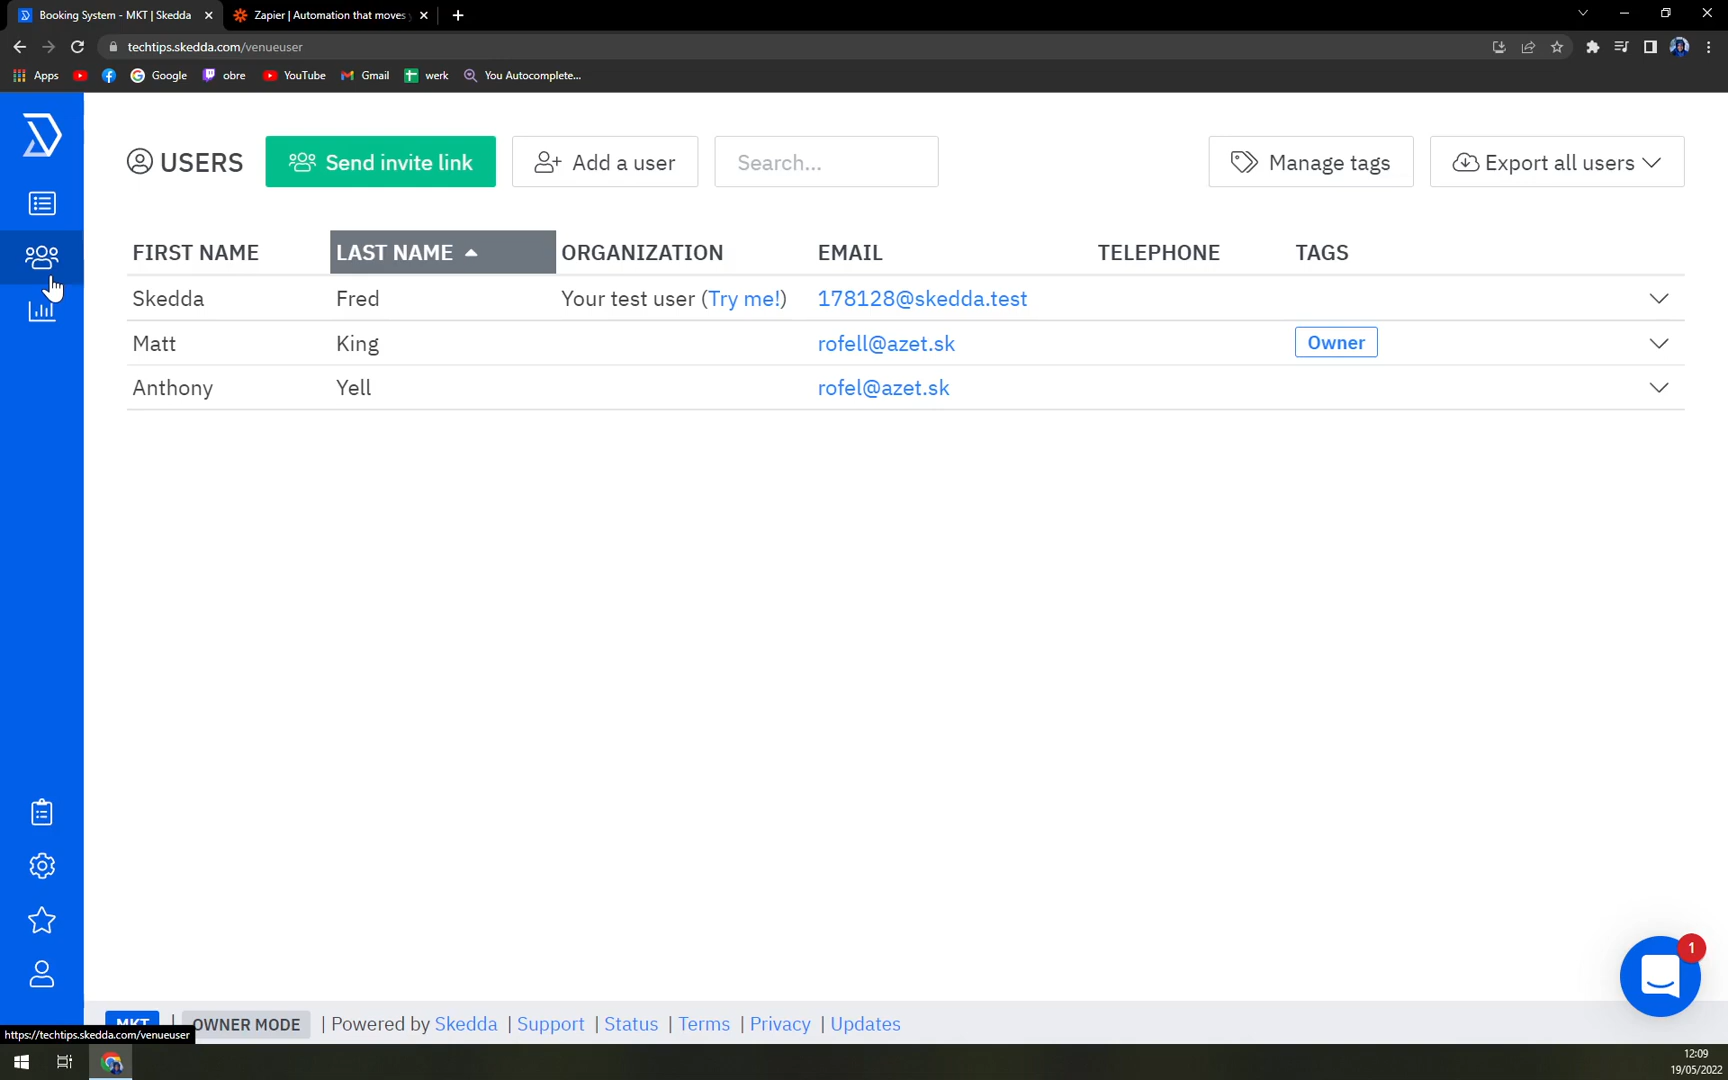 Booking System - MKT | Skedda
Zapier | Automation that moves
techtips.skedda.com/venueuser
Apps
Google
obre
YouTube
Gmail
werk
You Autocomplete...
USERS
Send invite link
Add a user
Search...
Manage tags
Export all users
FIRST NAME LAST NAME ORGANIZATION EMAIL TELEPHONE TAGS
Skedda Fred Your test user (Try me!) 178128@skedda.test
Matt King rofell@azet.sk Owner
Anthony Yell rofel@azet.sk
1
MKT | OWNER MODE | Powered by Skedda | Support | Status | Terms | Privacy | Updates
https://techtips.skedda.com/venueuser
12:09
19/05/2022